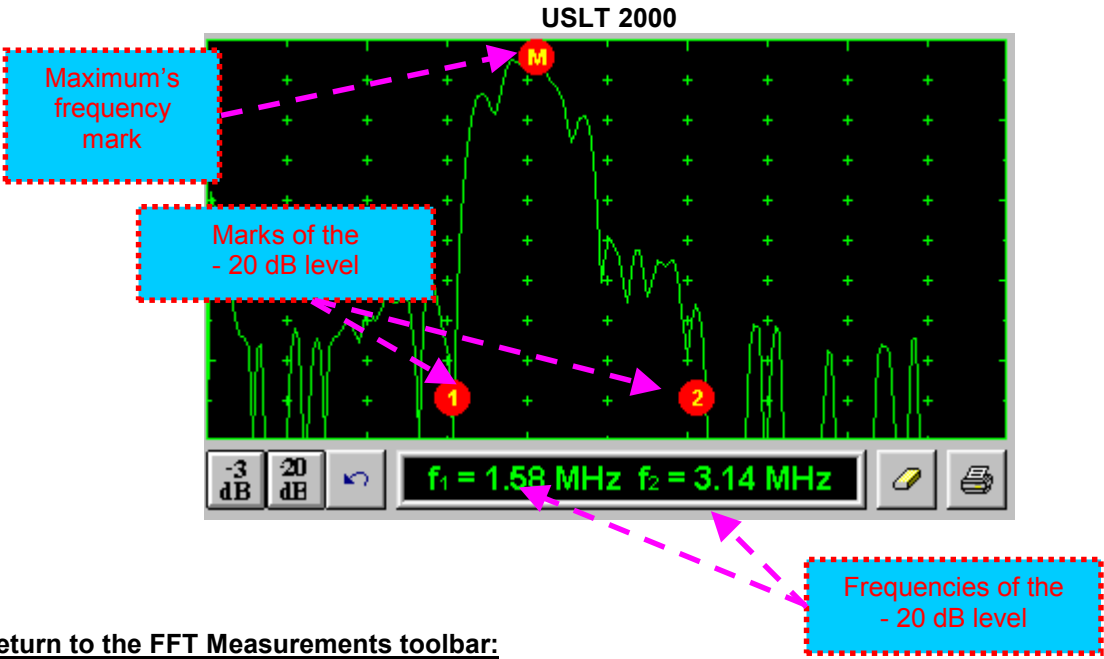 USLT 2000
Maximum's
frequency
mark
M
Marks of the
- 20 dB level
1
2
-3
dB
-20
dB
f1 = 1.58 MHz f2 = 3.14 MHz
Frequencies of the
- 20 dB level
eturn to the FFT Measurements toolbar: